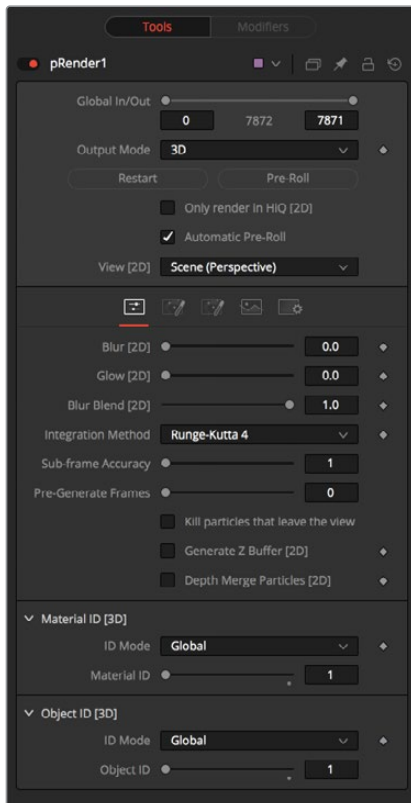 Tools Modifiers
pRender1
Global In/Out
0 7872 7871
Output Mode 3D
Restart Pre-Roll
Only render in HiQ [2D]
Automatic Pre-Roll
View [2D] Scene (Perspective)
Blur [2D] 0.0
Glow [2D] 0.0
Blur Blend [2D] 1.0
Integration Method Runge-Kutta 4
Sub-frame Accuracy 1
Pre-Generate Frames 0
Kill particles that leave the view
Generate Z Buffer [2D]
Depth Merge Particles [2D]
Material ID [3D]
ID Mode Global
Material ID 1
Object ID [3D]
ID Mode Global
Object ID 1